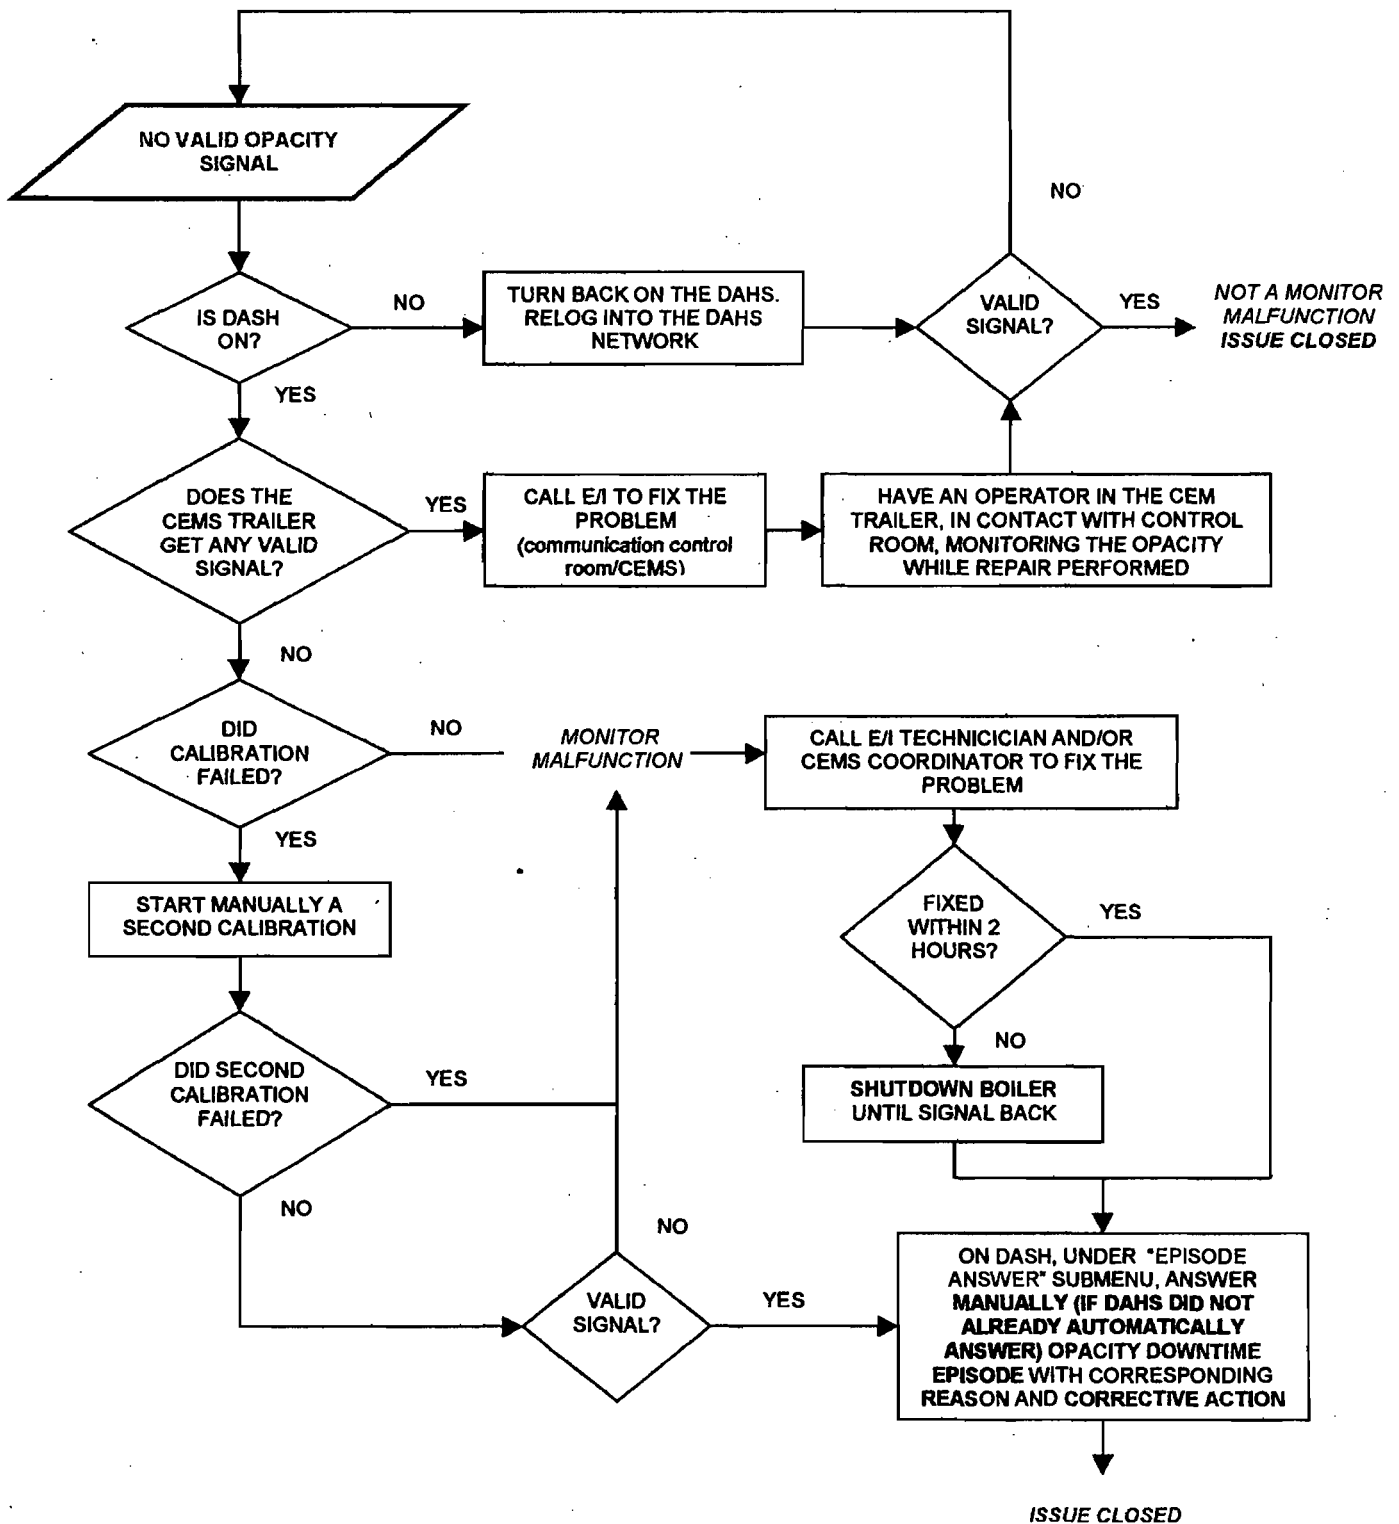 NO VALID OPACITY
SIGNAL
NO
IS DASH
ON?
NO
TURN BACK ON THE DAHS.
RELOG INTO THE DAHS
NETWORK
VALID
SIGNAL?
YES
NOT A MONITOR
MALFUNCTION
ISSUE CLOSED
YES
DOES THE
CEMS TRAILER
GET ANY VALID
SIGNAL?
YES
CALL E/I TO FIX THE
PROBLEM
(communication control
room/CEMS)
HAVE AN OPERATOR IN THE CEM
TRAILER, IN CONTACT WITH CONTROL
ROOM, MONITORING THE OPACITY
WHILE REPAIR PERFORMED
NO
DID
CALIBRATION
FAILED?
NO
MONITOR
MALFUNCTION
CALL E/I TECHNICICIAN AND/OR
CEMS COORDINATOR TO FIX THE
PROBLEM
YES
START MANUALLY A
SECOND CALIBRATION
FIXED
WITHIN 2
HOURS?
YES
NO
DID SECOND
CALIBRATION
FAILED?
YES
SHUTDOWN BOILER
UNTIL SIGNAL BACK
NO
NO
VALID
SIGNAL?
YES
ON DASH, UNDER "EPISODE
ANSWER" SUBMENU, ANSWER
MANUALLY (IF DAHS DID NOT
ALREADY AUTOMATICALLY
ANSWER) OPACITY DOWNTIME
EPISODE WITH CORRESPONDING
REASON AND CORRECTIVE ACTION
ISSUE CLOSED